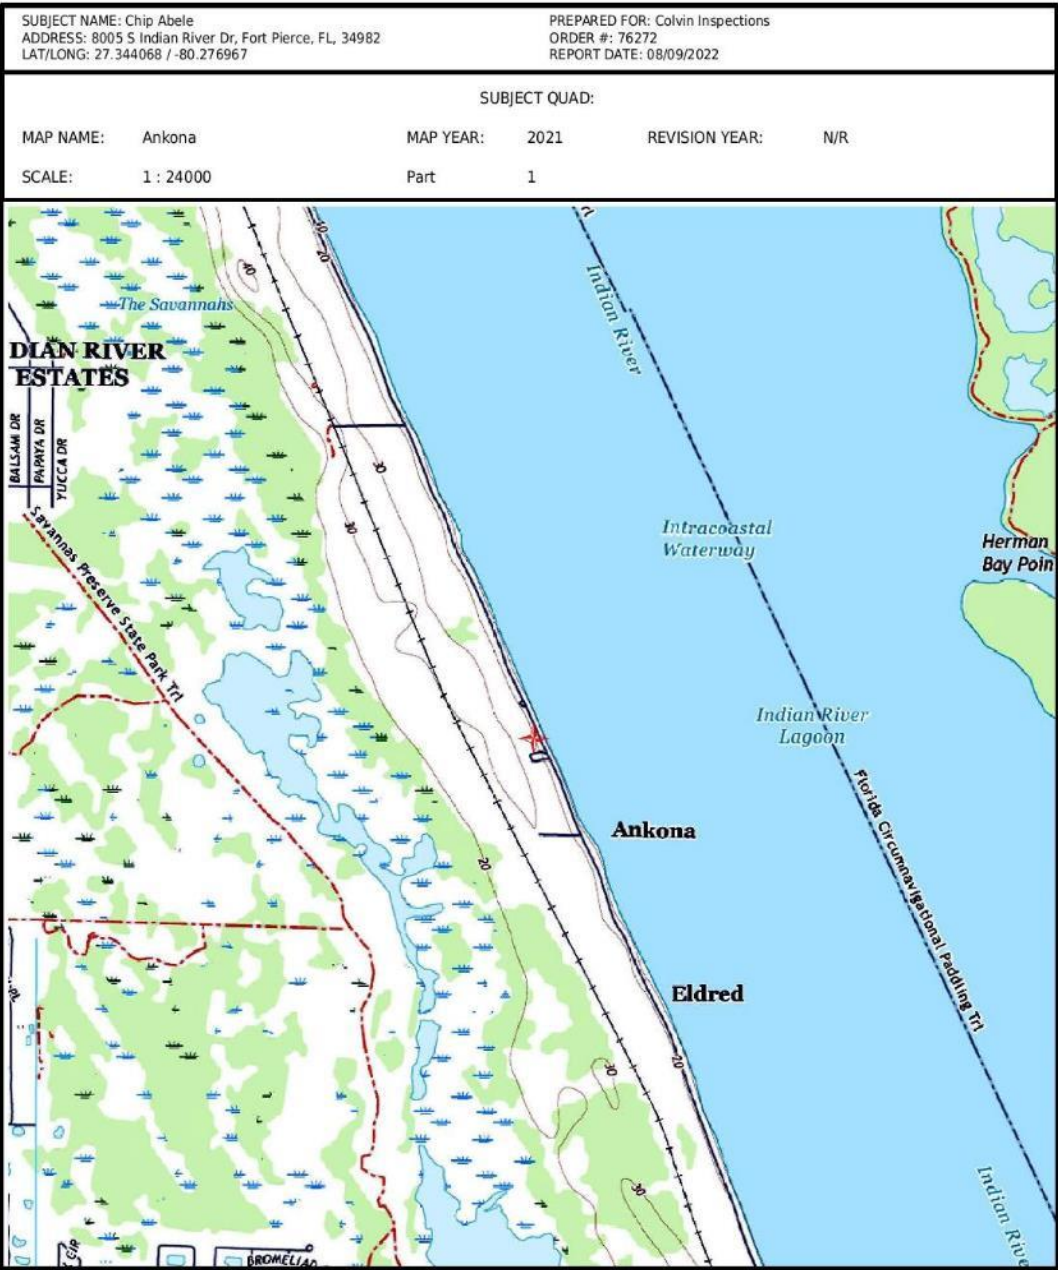 SUBJECT NAME: Chip Abele
ADDRESS: 8005 S Indian River Dr, Fort Pierce, FL, 34982
LAT/LONG: 27.344068 / -80.276967
PREPARED FOR: Colvin Inspections
ORDER #: 76272
REPORT DATE: 08/09/2022
SUBJECT QUAD:
MAP NAME: Ankona MAP YEAR: 2021 REVISION YEAR: N/R
SCALE: 1 : 24000 Part 1
10
20
40
The Savannahs
Indian River
DIAN RIVER
ESTATES
BALSAM DR
PAPAYA DR
YUCCA DR
30
30
Savannas Preserve State Park Trl
Intracoastal
Waterway
Herman
Bay Poin
Indian River
Lagoon
Florida Circumnavigational Paddling Trl
Ankona
20
Eldred
20
30
30
Indian Rive
CIR
BROMELIAD